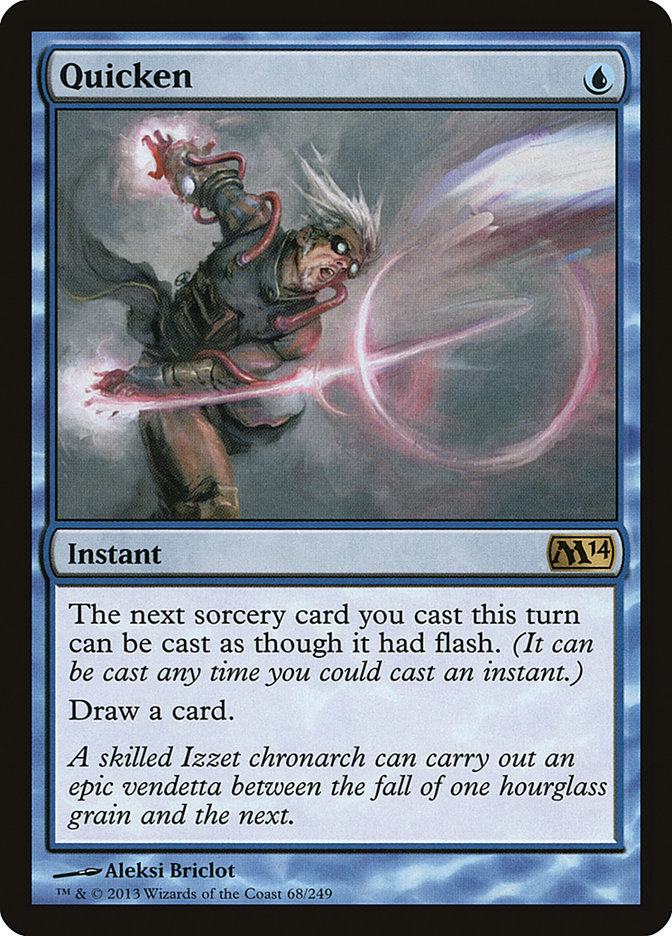 Quicken
Instant
M14
The next sorcery card you cast this turn
can be cast as though it had flash. (It can
be cast any time you could cast an instant.)
Draw a card.
A skilled Izzet chronarch can carry out an
epic vendetta between the fall of one hourglass
grain and the next.
Aleksi Briclot
™ & © 2013 Wizards of the Coast 68/249